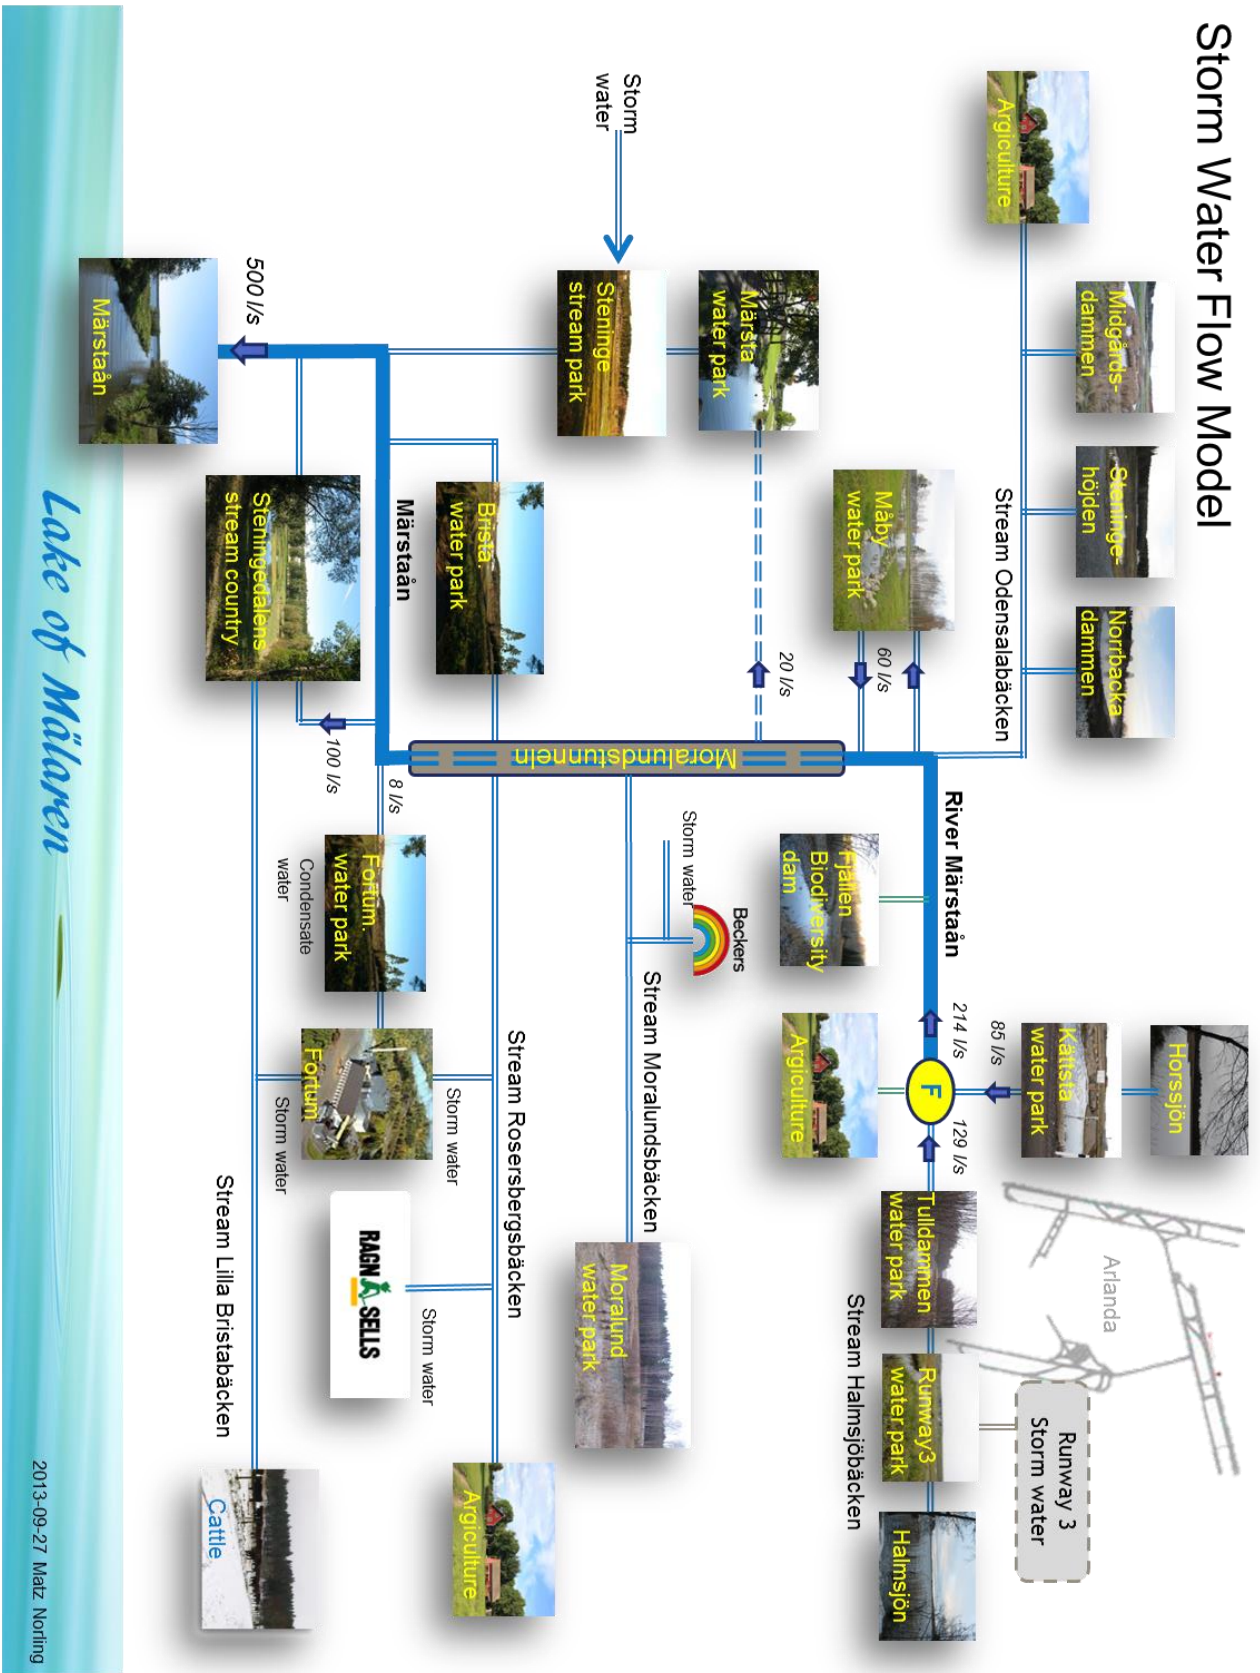 Storm Water Flow Model
Argiculture
Midgårds-
dammen
Steninge-
höjden
Norrbacka
dammen
Stream Odensalabäcken
Horssjön
Kättsta
water park
85 l/s
Arlanda
Runway 3
Storm water
River Märstaån
214 l/s
F
129 l/s
Tulldammen
water park
Runway3
water park
Halmsjön
Stream Halmsjöbäcken
Måby
water park
60 l/s
Fjällen
Biodiversity
dam
Argiculture
Storm
water
Märsta
water park
20 l/s
Steninge
stream park
Moralundstunneln
Beckers
Storm water
Stream Moralundsbäcken
Moralund
water park
Brista
water park
Stream Rosersbergsbäcken
Argiculture
Märstaån
8 l/s
Fortum.
water park
Condensate
water
Fortum
Storm water
Storm water
RAGN SELLS
Storm water
500 l/s
Steningedalens
stream country
100 l/s
Stream Lilla Bristabäcken
Cattle
Märstaån
Lake of Mälaren
2013-09-27 Matz Norling